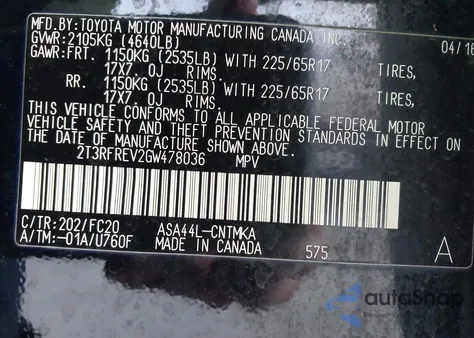 MFD.BY:TOYOTA MOTOR MANUFACTURING CANADA INC. 04/16
GVWR:2105KG (4640LB)
GAWR:FRT. 1150KG (2535LB) WITH 225/65R17 TIRES,
17X7 0J RIMS.
RR. 1150KG (2535LB) WITH 225/65R17 TIRES,
17X7 0J RIMS.
THIS VEHICLE CONFORMS TO ALL APPLICABLE FEDERAL MOTOR
VEHICLE SAFETY AND THEFT PREVENTION STANDARDS IN EFFECT ON
THE DATE OF MANUFACTURE SHOWN ABOVE.
2T3RFREV2GW478036 MPV
C/TR:202/FC20 ASA44L-CNTMKA
A/TM:-01A/U760F MADE IN CANADA 575 A
autoSnap